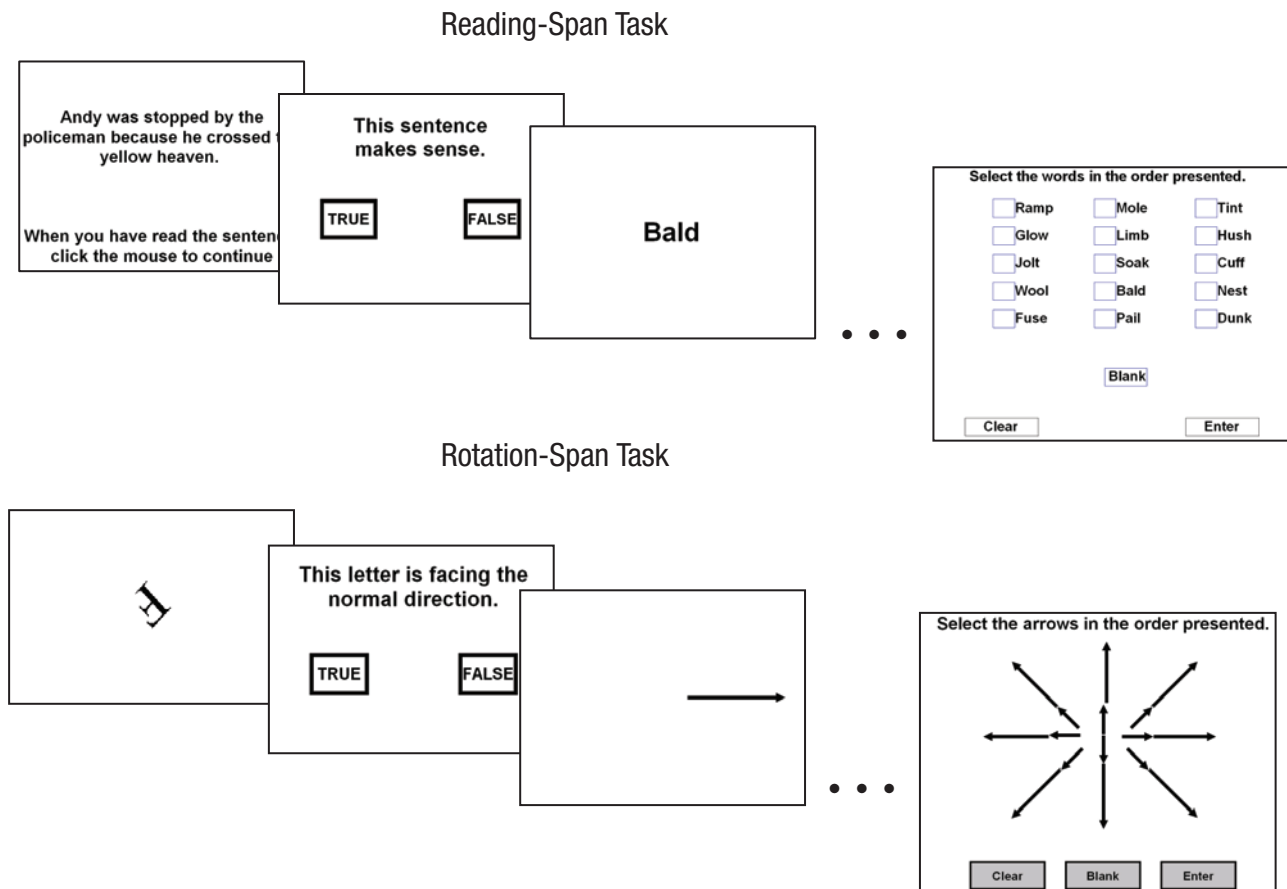 Reading-Span Task
Andy was stopped by the
policeman because he crossed t
yellow heaven.
When you have read the sentenc
click the mouse to continue
This sentence
makes sense.
TRUE FALSE
Bald
Select the words in the order presented.
Ramp Mole Tint
Glow Limb Hush
Jolt Soak Cuff
Wool Bald Nest
Fuse Pail Dunk
Blank
Clear Enter
Rotation-Span Task
F
This letter is facing the
normal direction.
TRUE FALSE
Select the arrows in the order presented.
Clear Blank Enter